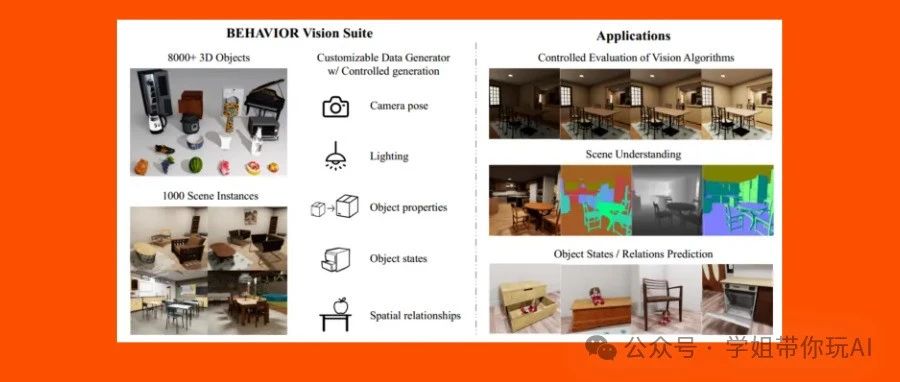 BEHAVIOR Vision Suite
8000+ 3D Objects
1000 Scene Instances
Customizable Data Generator
w/ Controlled generation
Camera pose
Lighting
Object properties
Object states
Spatial relationships
Applications
Controlled Evaluation of Vision Algorithms
Scene Understanding
Object States / Relations Prediction
公众号 · 学姐带你玩AI